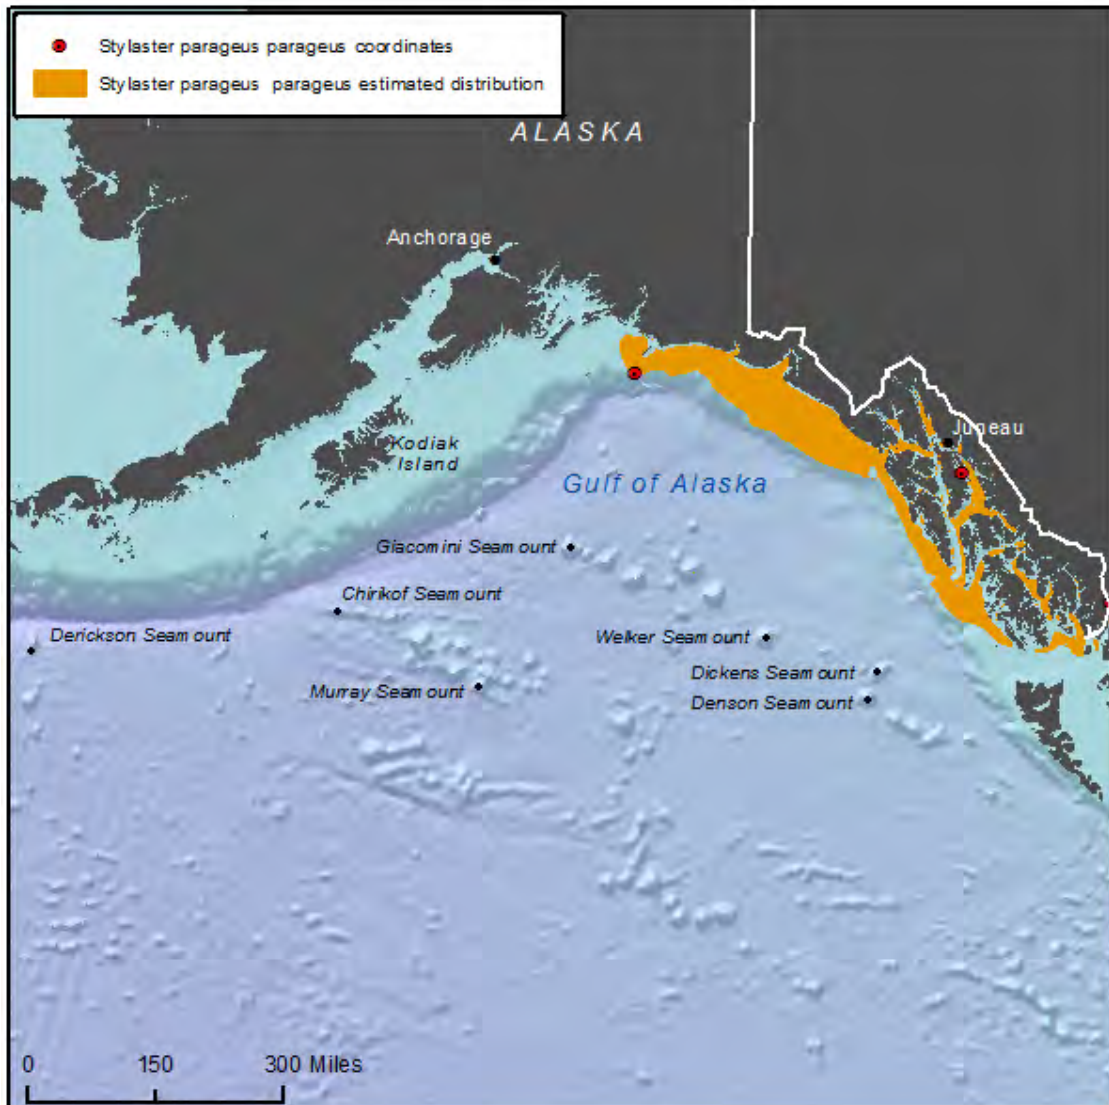 Stylaster parageus parageus coordinates
Stylaster parageus parageus estimated distribution
ALASKA
Anchorage
Juneau
Kodiak
Island
Gulf of Alaska
Giacomini Seamount
Chirikof Seamount
Derickson Seamount
Welker Seamount
Murray Seamount
Dickens Seamount
Denson Seamount
0 150 300 Miles